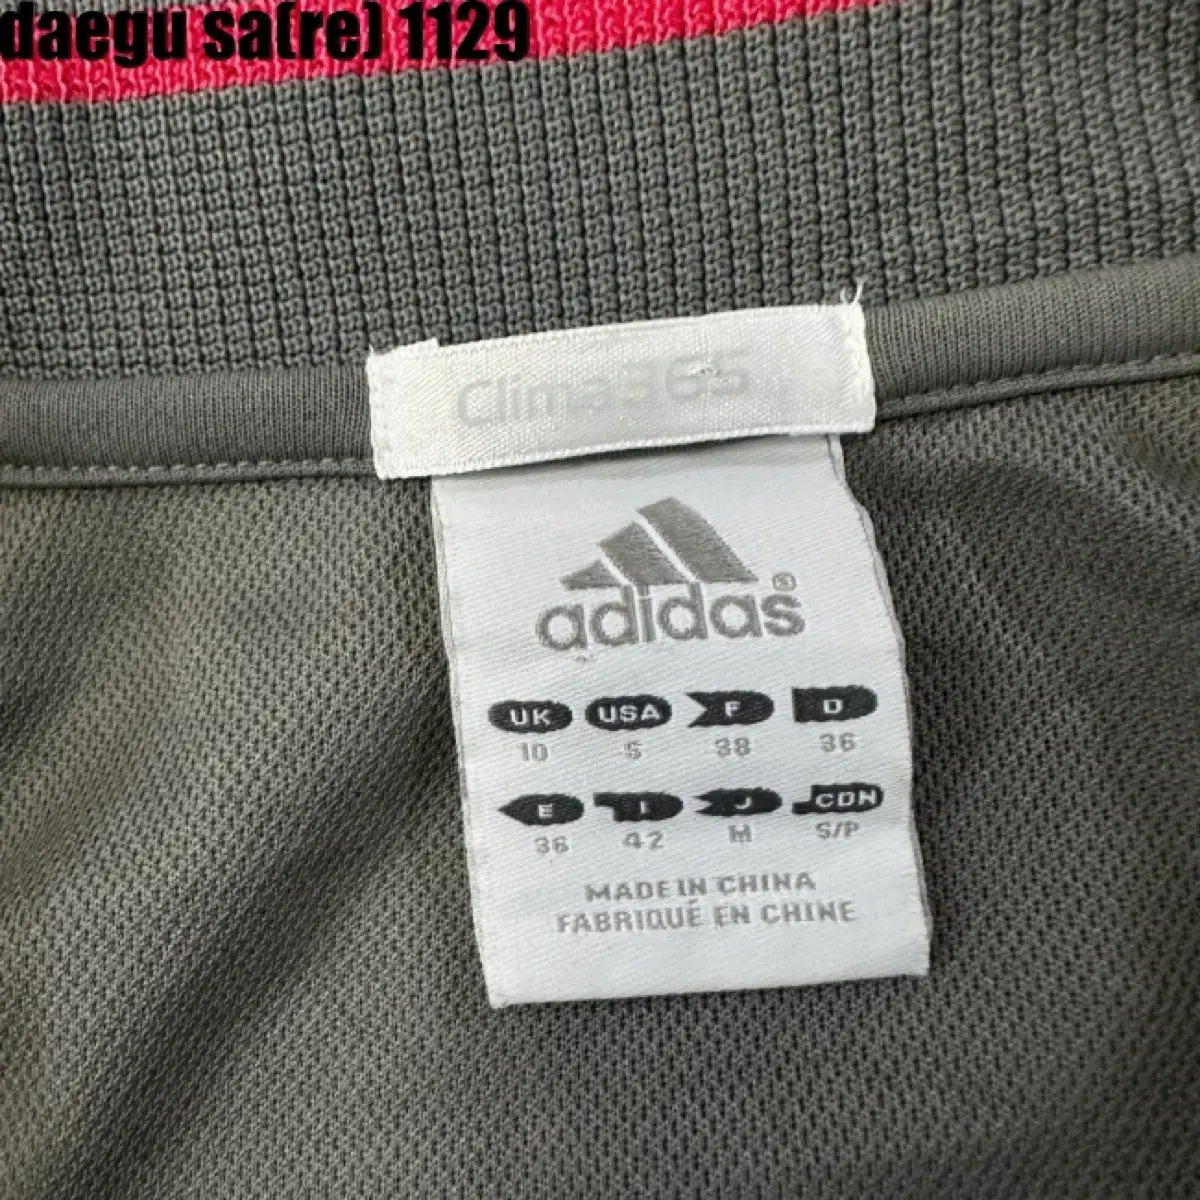 daegu sa(re) 1129
Clima365
adidas®
UK USA F D
10 S 38 36
E I J CDN
36 42 M S/P
MADE IN CHINA
FABRIQUÉ EN CHINE